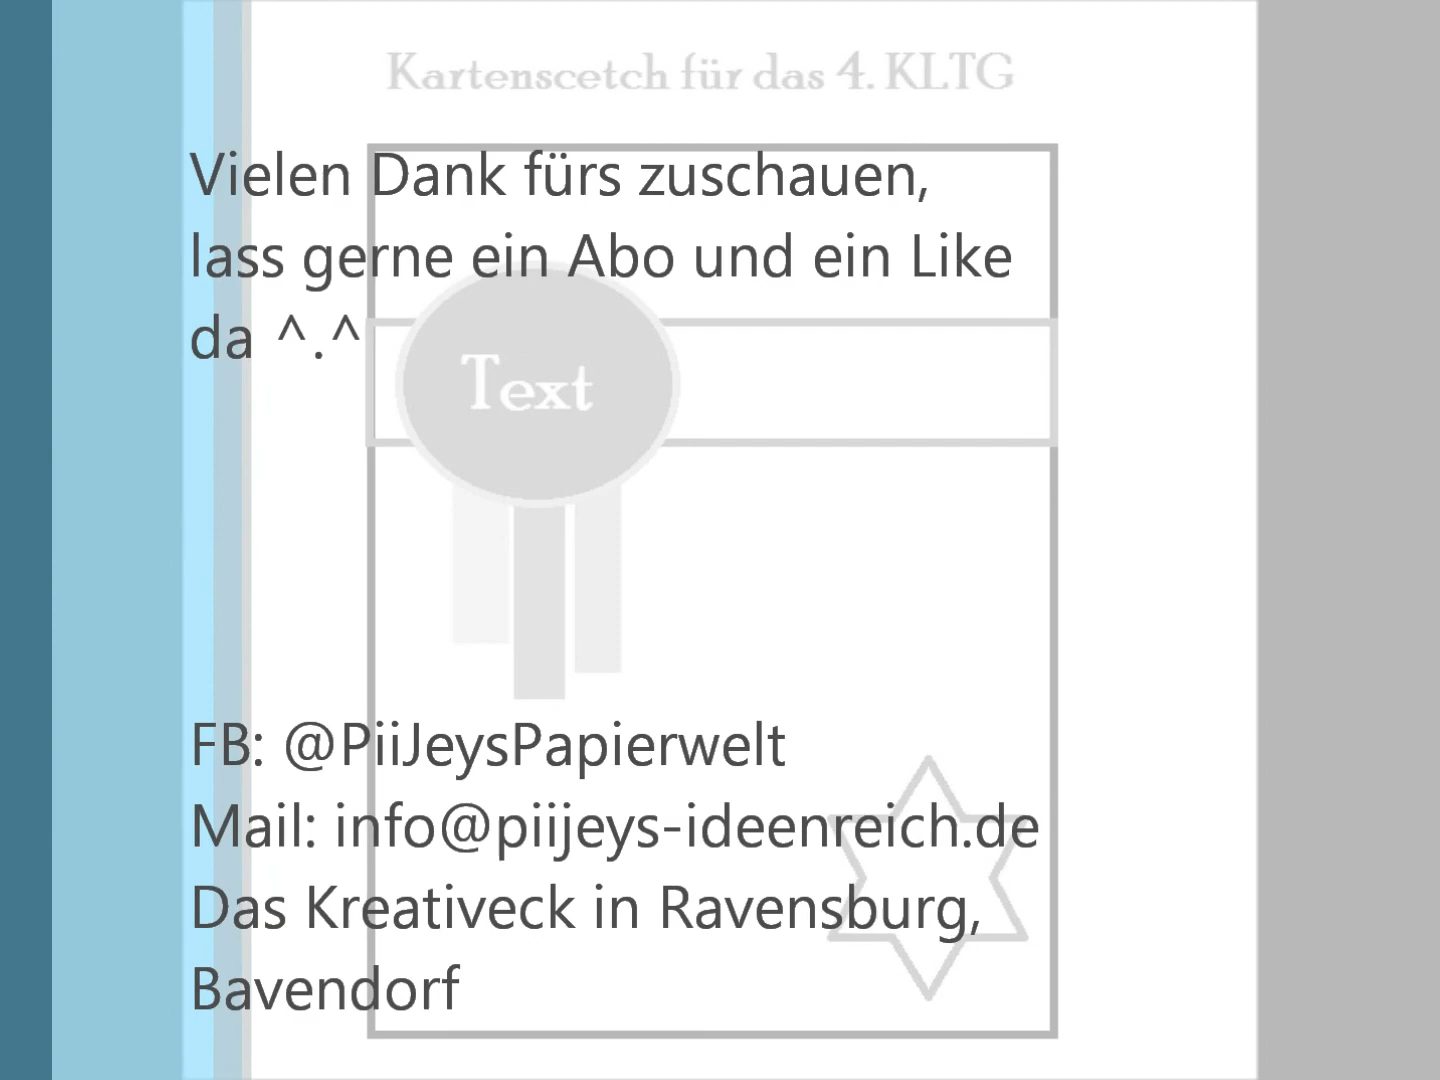 Kartenscetch für das 4. KLTG
Vielen Dank fürs zuschauen,
lass gerne ein Abo und ein Like
da ^.^
Text
FB: @PiiJeysPapierwelt
Mail: info@piijeys-ideenreich.de
Das Kreativeck in Ravensburg,
Bavendorf